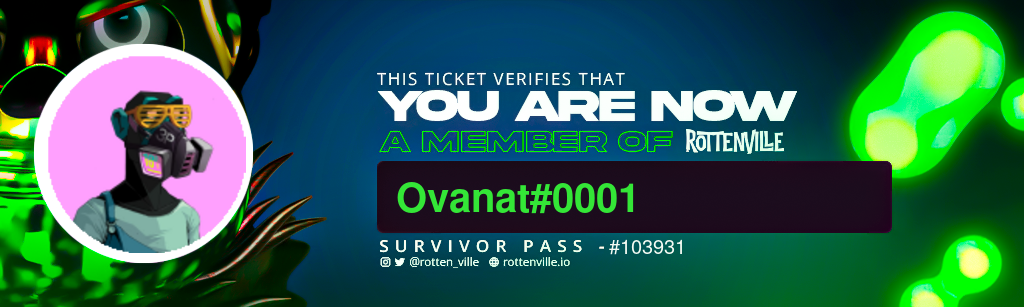 THIS TICKET VERIFIES THAT
YOU ARE NOW
A MEMBER OF ROTTENVILLE
Ovanat#0001
SURVIVOR PASS - #103931
@rotten_ville rottenville.io